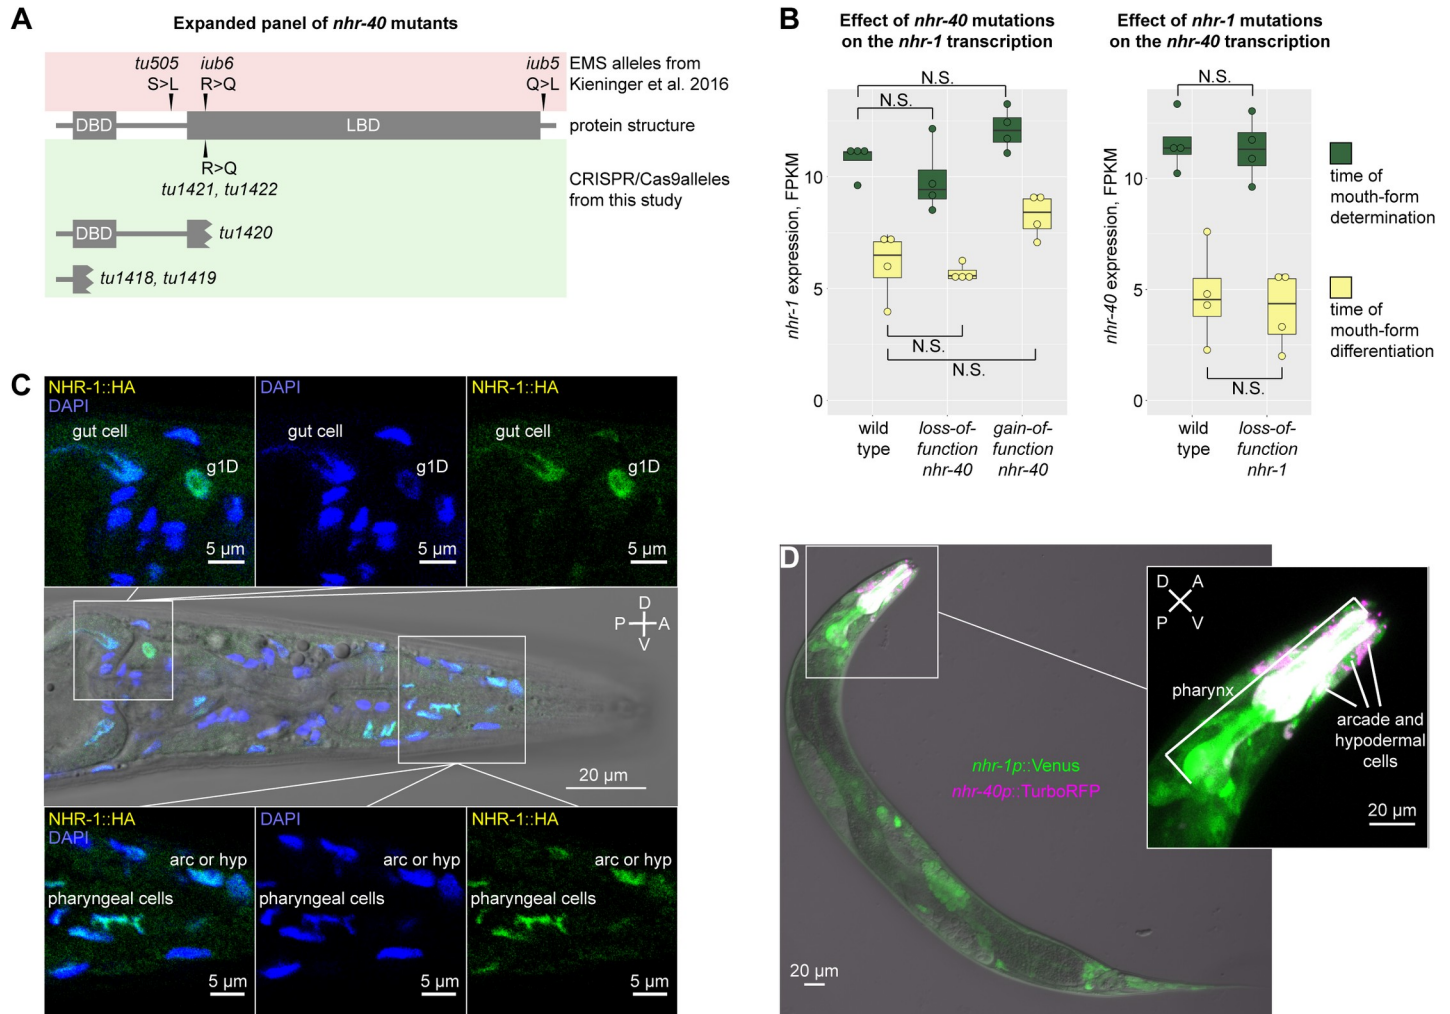 A
Expanded panel of nhr-40 mutants
tu505
iub6
iub5
EMS alleles from
S>L
R>Q
Q>L
Kieninger et al. 2016
DBD
LBD
protein structure
R>Q
tu1421, tu1422
CRISPR/Cas9alleles
from this study
DBD
tu1420
tu1418, tu1419
B
Effect of nhr-40 mutations
on the nhr-1 transcription
N.S.
N.S.
nhr-1 expression, FPKM
10
5
0
N.S.
N.S.
wild
type
loss-of-
function
nhr-40
gain-of-
function
nhr-40
Effect of nhr-1 mutations
on the nhr-40 transcription
N.S.
nhr-40 expression, FPKM
10
5
0
N.S.
wild
type
loss-of-
function
nhr-1
time of
mouth-form
determination
time of
mouth-form
differentiation
C
NHR-1::HA
DAPI
gut cell
g1D
5 µm
DAPI
gut cell
g1D
5 µm
NHR-1::HA
gut cell
g1D
5 µm
D
P
A
V
20 µm
NHR-1::HA
DAPI
arc or hyp
pharyngeal cells
5 µm
DAPI
arc or hyp
pharyngeal cells
5 µm
NHR-1::HA
arc or hyp
pharyngeal cells
5 µm
D
nhr-1p::Venus
nhr-40p::TurboRFP
20 µm
D
A
P
V
pharynx
arcade and
hypodermal
cells
20 µm